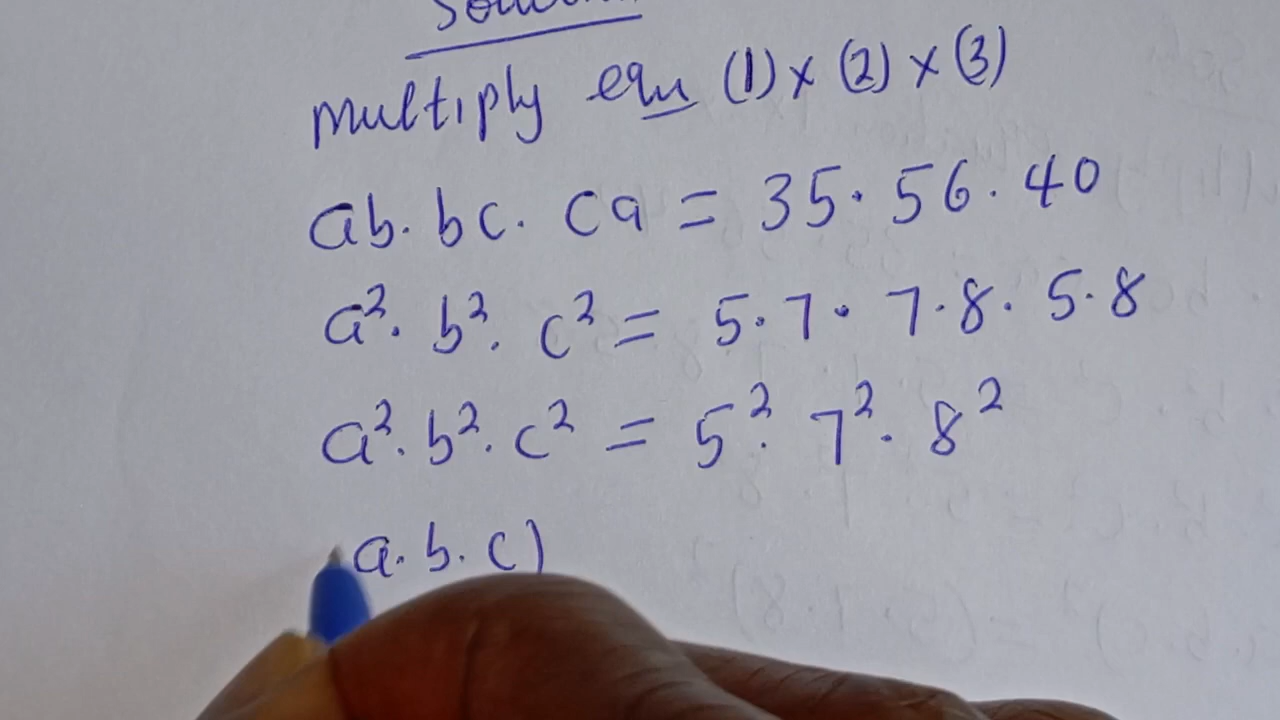 multiply equ (1) × (2) × (3)
ab. bc. ca = 35. 56. 40
a². b². c² = 5. 7. 7. 8. 5. 8
a². b². c² = 5². 7². 8²
a. b. c)